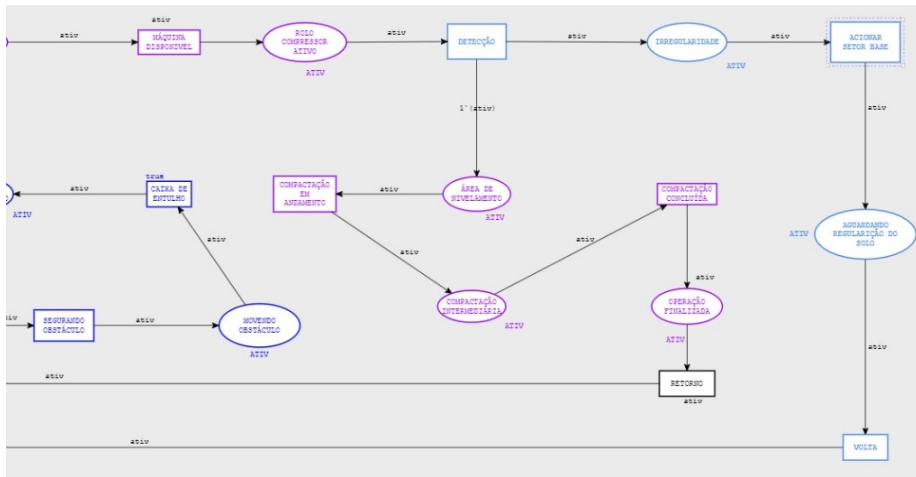 ativ
ativ
MÁQUINA
DISPONIVEL
ativ
ROLO
COMPRESSOR
ATIVO
ATIV
ativ
DETECÇÃO
ativ
IRREGULARIDADE
ATIV
ativ
ACIONAR
SETOR BASE
ativ
1`(ativ)
true
CAIXA DE
ENTULHO
ativ
ATIV
COMPACTAÇÃO
EM
ANDAMENTO
ativ
ÁREA DE
NIVELAMENTO
ATIV
COMPACTAÇÃO
CONCLUÍDA
AGUARDANDO
REGULARIÇÃO DO
SOLO
ATIV
ativ
ativ
ativ
ativ
SEGURANDO
OBSTÁCULO
ativ
MOVENDO
OBSTÁCULO
ATIV
COMPACTAÇÃO
INTERMEDIÁRIA
ATIV
OPERAÇÃO
FINALIZADA
ATIV
ativ
ativ
RETORNO
ativ
ativ
VOLTA